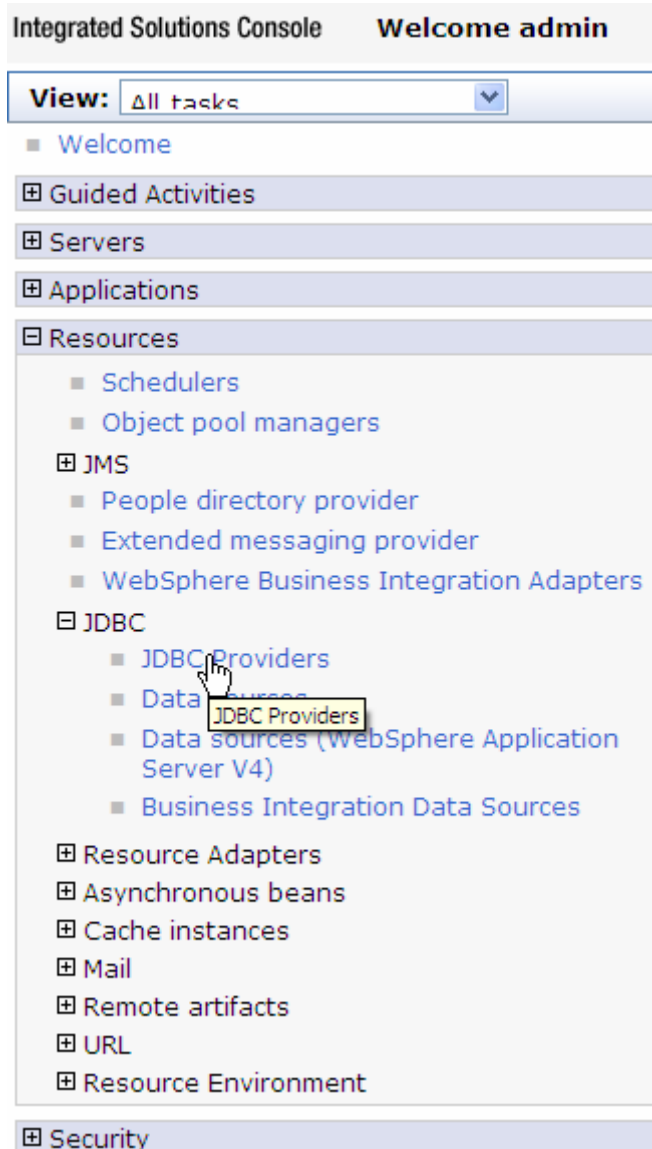 Integrated Solutions Console Welcome admin
View: All tasks
Welcome
Guided Activities
Servers
Applications
Resources
Schedulers
Object pool managers
JMS
People directory provider
Extended messaging provider
WebSphere Business Integration Adapters
JDBC
JDBC Providers
Data sources
JDBC Providers
Data sources (WebSphere Application
Server V4)
Business Integration Data Sources
Resource Adapters
Asynchronous beans
Cache instances
Mail
Remote artifacts
URL
Resource Environment
Security